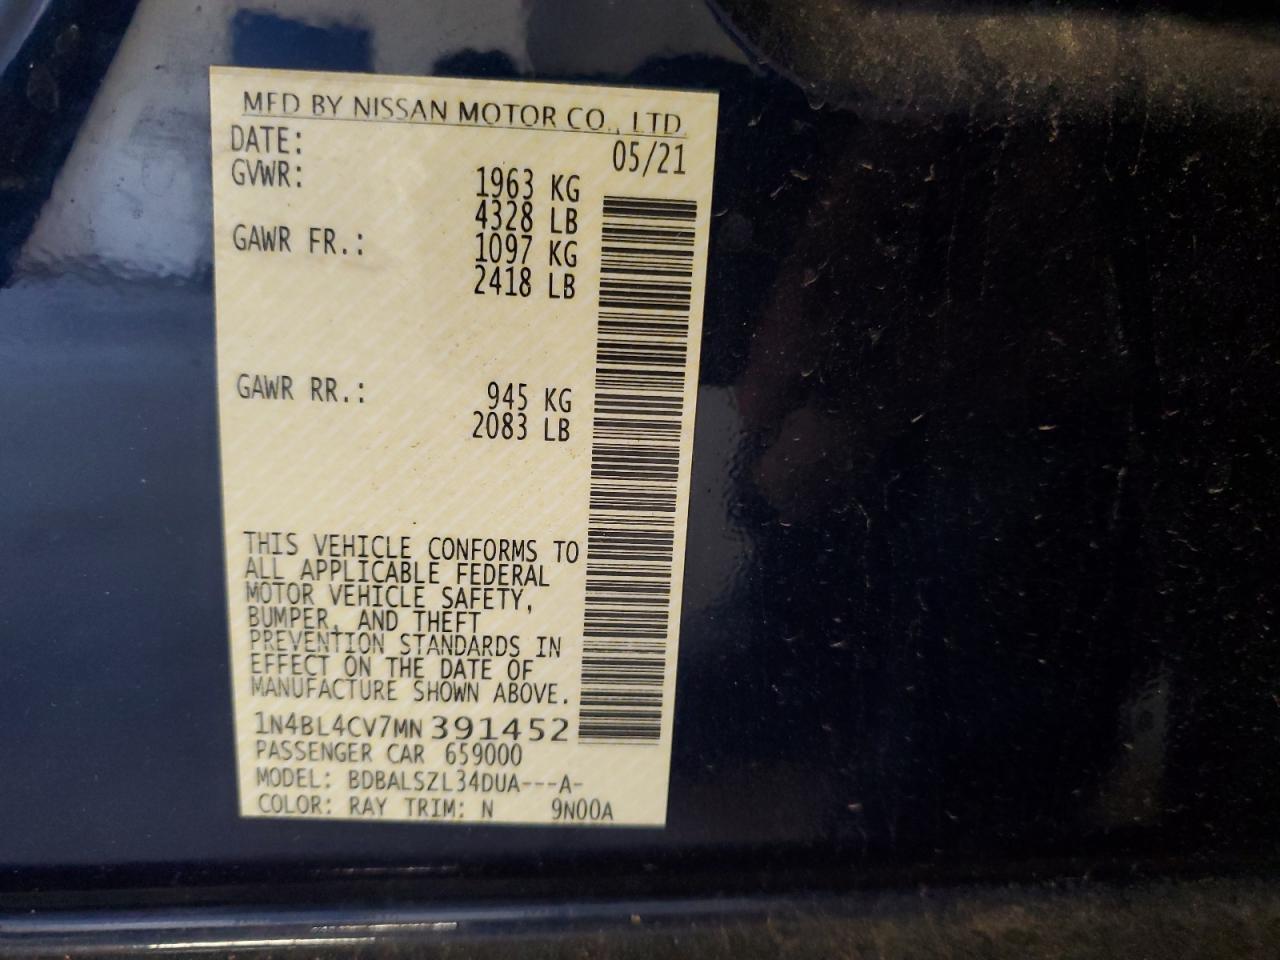 MFD BY NISSAN MOTOR CO., LTD.
DATE: 05/21
GVWR: 1963 KG
4328 LB
GAWR FR.: 1097 KG
2418 LB
GAWR RR.: 945 KG
2083 LB
THIS VEHICLE CONFORMS TO
ALL APPLICABLE FEDERAL
MOTOR VEHICLE SAFETY,
BUMPER, AND THEFT
PREVENTION STANDARDS IN
EFFECT ON THE DATE OF
MANUFACTURE SHOWN ABOVE.
1N4BL4CV7MN391452
PASSENGER CAR 659000
MODEL: BDBALSZL34DUA---A-
COLOR: RAY TRIM: N 9N00A